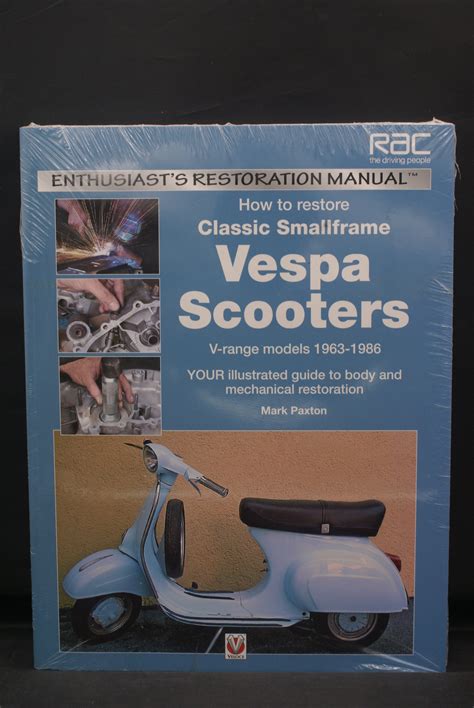 RAC
the driving people
ENTHUSIAST'S RESTORATION MANUAL™
How to restore
Classic Smallframe
Vespa
Scooters
V-range models 1963-1986
YOUR illustrated guide to body and
mechanical restoration
Mark Paxton
V
VELOCE